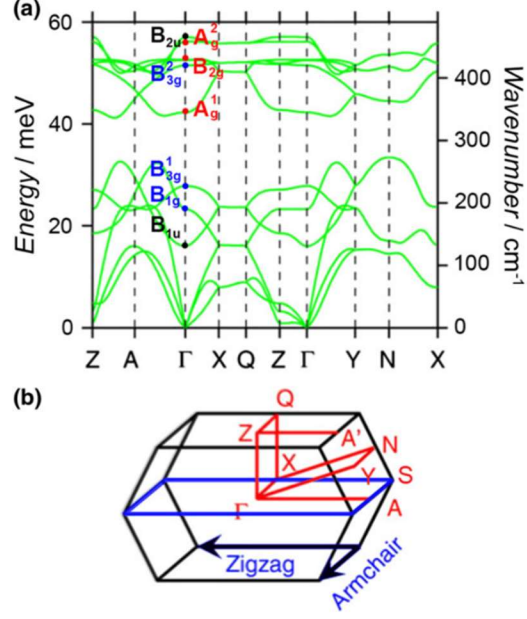 (a)
60
40
20
0
Energy / meV
B₂ᵤ
A²g
B²₃g
B₂g
A¹g
B¹₃g
B₁g
B₁ᵤ
400
300
200
100
0
Wavenumber / cm⁻¹
Z A Γ X Q Z Γ Y N X
(b)
Q
Z
A'
N
X
Y
S
Γ
A
Zigzag
Armchair